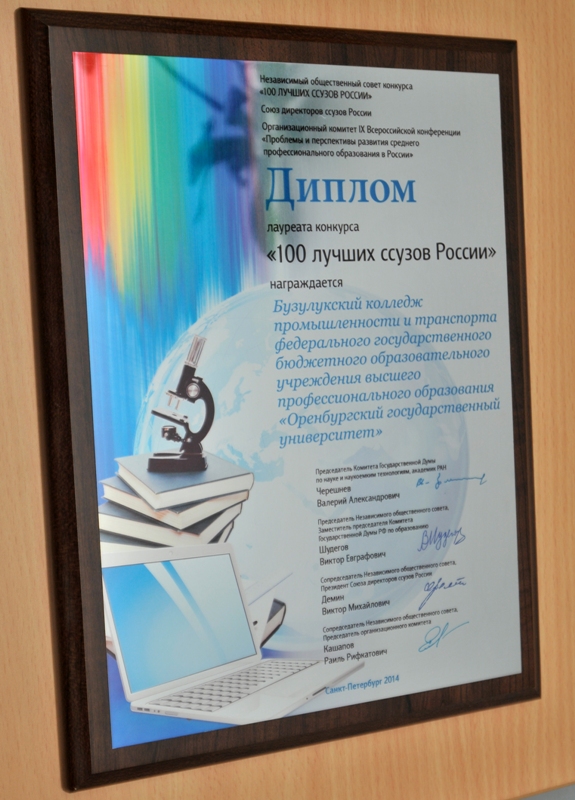 Независимый общественный совет конкурса
«100 ЛУЧШИХ ССУЗОВ РОССИИ»
Союз директоров ссузов России
Организационный комитет IX Всероссийской конференции
«Проблемы и перспективы развития среднего
профессионального образования в России»
Диплом
лауреата конкурса
«100 лучших ссузов России»
награждается
Бузулукский колледж
промышленности и транспорта
федерального государственного
бюджетного образовательного
учреждения высшего
профессионального образования
«Оренбургский государственный
университет»
Председатель Комитета Государственной Думы
по науке и наукоемким технологиям, академик РАН
Черешнев
Валерий Александрович
Председатель Независимого общественного совета,
Заместитель председателя Комитета
Государственной Думы РФ по образованию
Шудегов
Виктор Евграфович
Сопредседатель Независимого общественного совета,
Президент Союза директоров ссузов России
Демин
Виктор Михайлович
Сопредседатель Независимого общественного совета,
Председатель организационного комитета
Кашапов
Раиль Рифкатович
Санкт-Петербург 2014